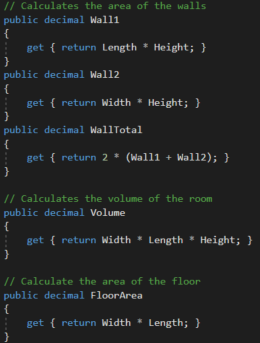 // Calculates the area of the walls
public decimal Wall1
{
get { return Length * Height; }
}
public decimal Wall2
{
get { return Width * Height; }
}
public decimal WallTotal
{
get { return 2 * (Wall1 + Wall2); }
}
// Calculates the volume of the room
public decimal Volume
{
get { return Width * Length * Height; }
}
// Calculate the area of the floor
public decimal FloorArea
{
get { return Width * Length; }
}